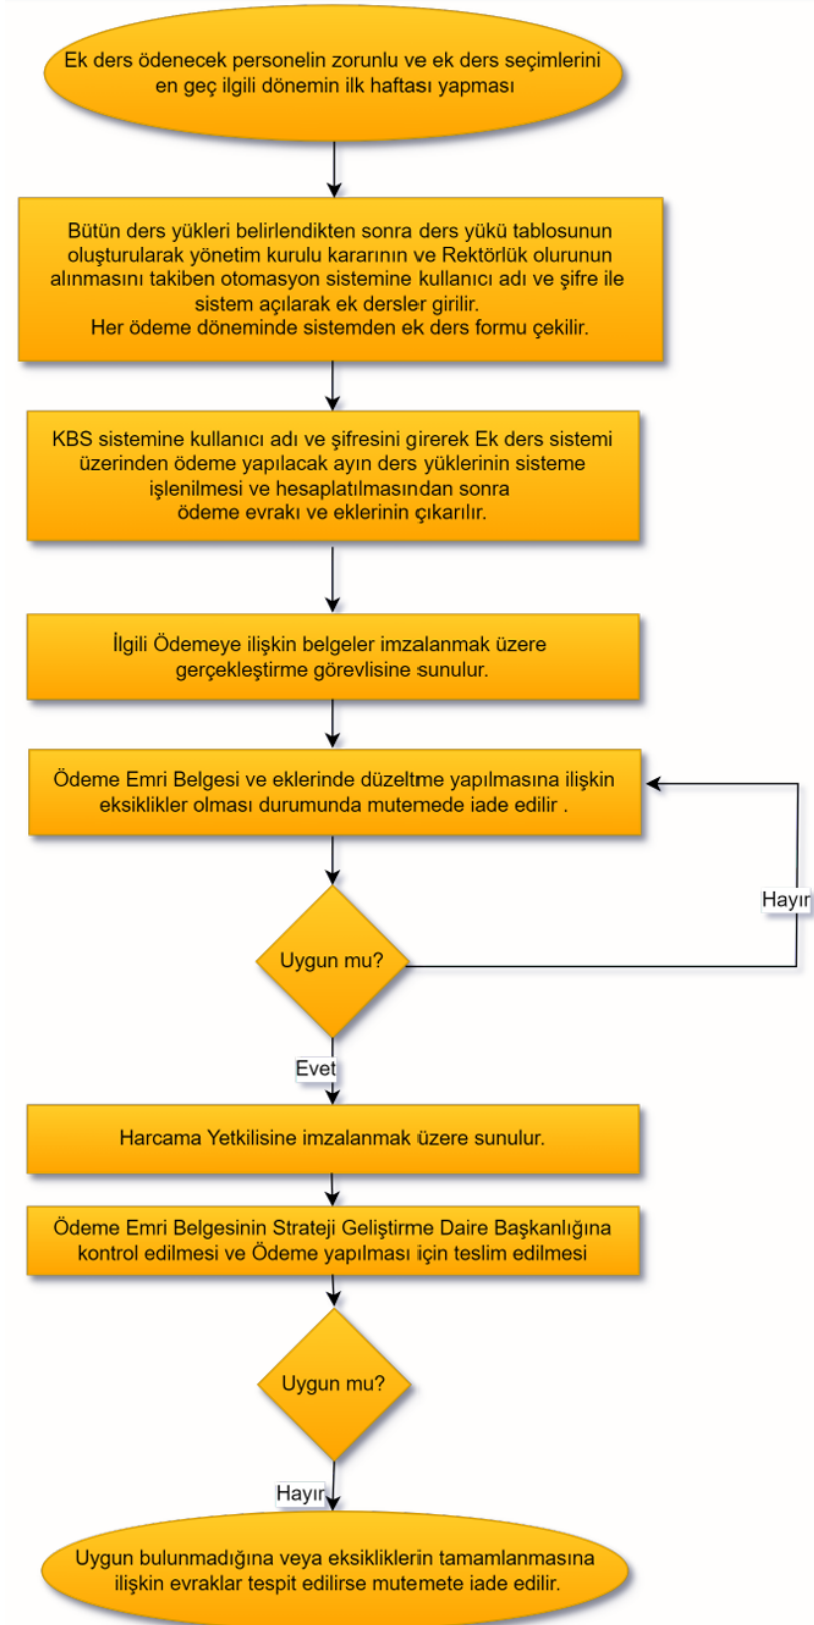 Ek ders ödenecek personelin zorunlu ve ek ders seçimlerini
en geç ilgili dönemin ilk haftası yapması
Bütün ders yükleri belirlendikten sonra ders yükü tablosunun
oluşturularak yönetim kurulu kararının ve Rektörlük olurunun
alınmasını takiben otomasyon sistemine kullanıcı adı ve şifre ile
sistem açılarak ek dersler girilir.
Her ödeme döneminde sistemden ek ders formu çekilir.
KBS sistemine kullanıcı adı ve şifresini girerek Ek ders sistemi
üzerinden ödeme yapılacak ayın ders yüklerinin sisteme
işlenilmesi ve hesaplatılmasından sonra
ödeme evrakı ve eklerinin çıkarılır.
İlgili Ödemeye ilişkin belgeler imzalanmak üzere
gerçekleştirme görevlisine sunulur.
Ödeme Emri Belgesi ve eklerinde düzeltme yapılmasına ilişkin
eksiklikler olması durumunda mutemede iade edilir .
Hayır
Uygun mu?
Evet
Harcama Yetkilisine imzalanmak üzere sunulur.
Ödeme Emri Belgesinin Strateji Geliştirme Daire Başkanlığına
kontrol edilmesi ve Ödeme yapılması için teslim edilmesi
Uygun mu?
Hayır
Uygun bulunmadığına veya eksikliklerin tamamlanmasına
ilişkin evraklar tespit edilirse mutemete iade edilir.